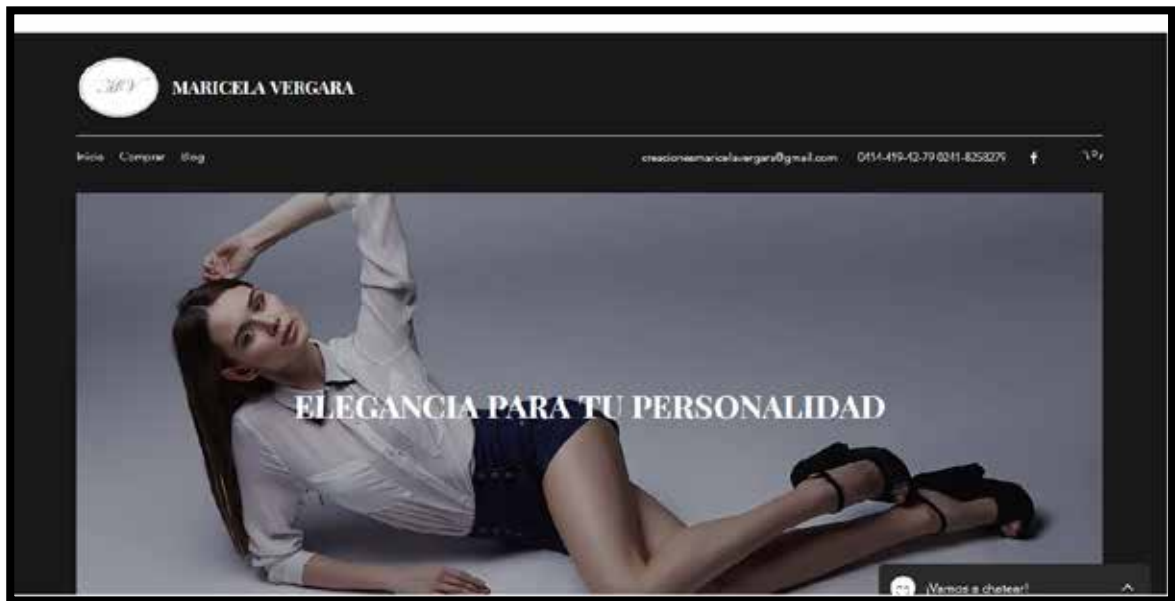 MV
MARICELA VERGARA
Inicio Comprar Blog
creacionesmaricelavergara@gmail.com 0414-419-42-79 0241-8258279 f
ELEGANCIA PARA TU PERSONALIDAD
¡Vamos a chatear!